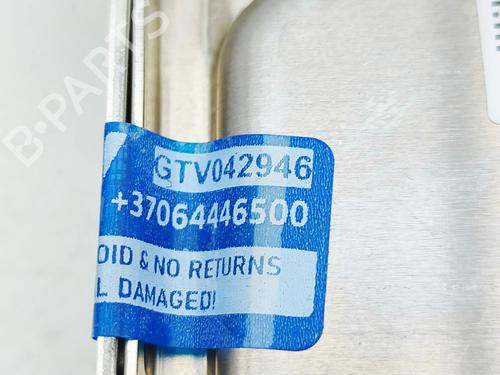 B-PARTS
GTV042946
+37064446500
OID & NO RETURNS
L DAMAGED!